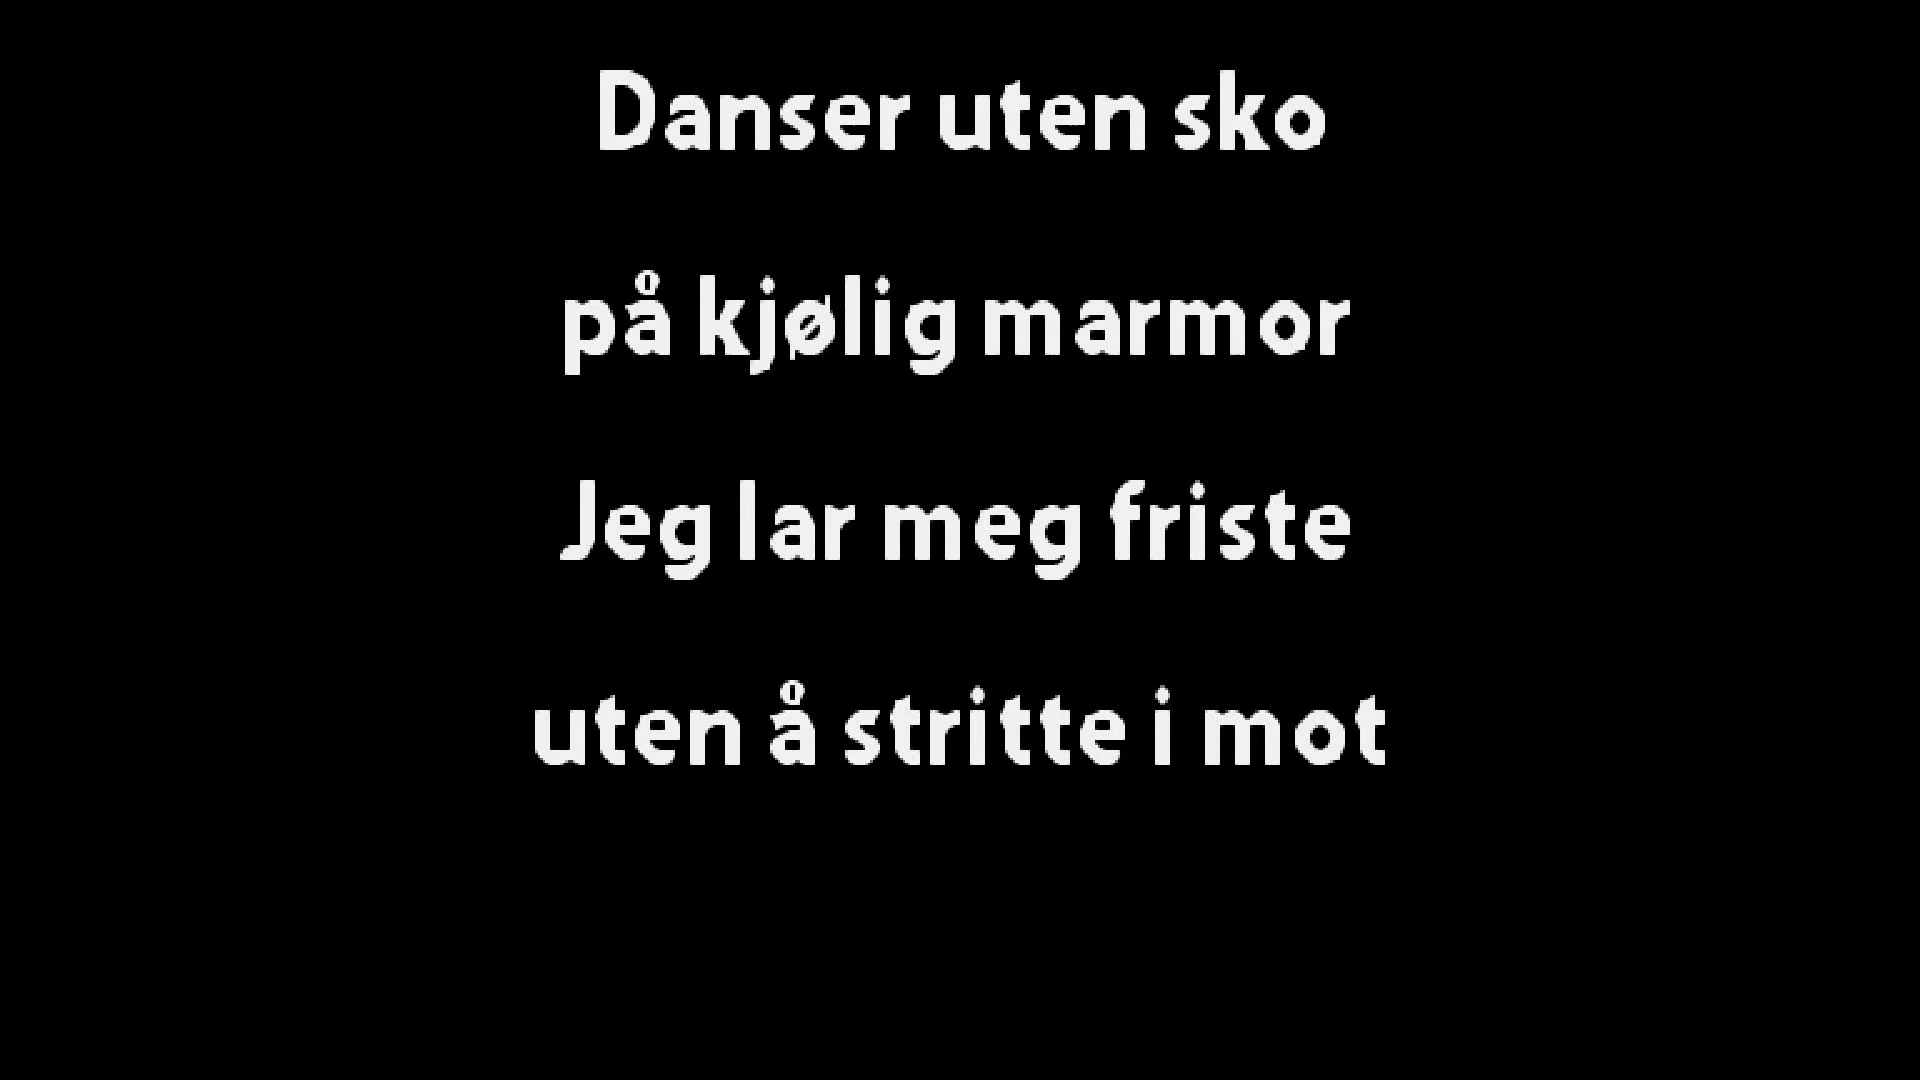 Danser uten sko
på kjølig marmor
Jeg lar meg friste
uten å stritte i mot